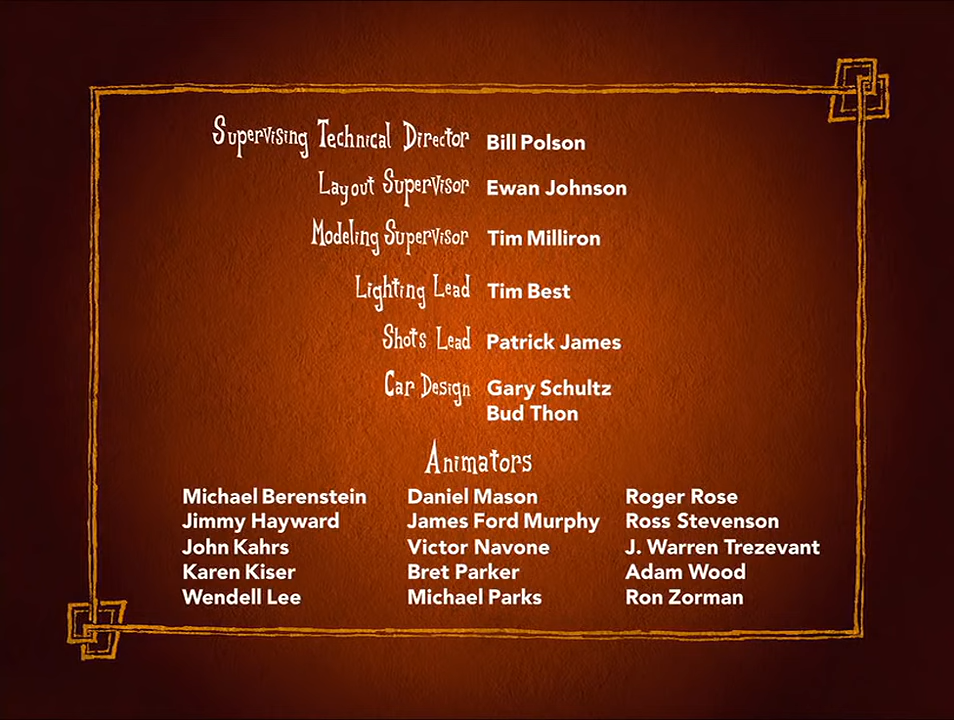 Supervising Technical Director Bill Polson
Layout Supervisor Ewan Johnson
Modeling Supervisor Tim Milliron
Lighting Lead Tim Best
Shots Lead Patrick James
Car Design Gary Schultz
Bud Thon
Animators
Michael Berenstein Daniel Mason Roger Rose
Jimmy Hayward James Ford Murphy Ross Stevenson
John Kahrs Victor Navone J. Warren Trezevant
Karen Kiser Bret Parker Adam Wood
Wendell Lee Michael Parks Ron Zorman